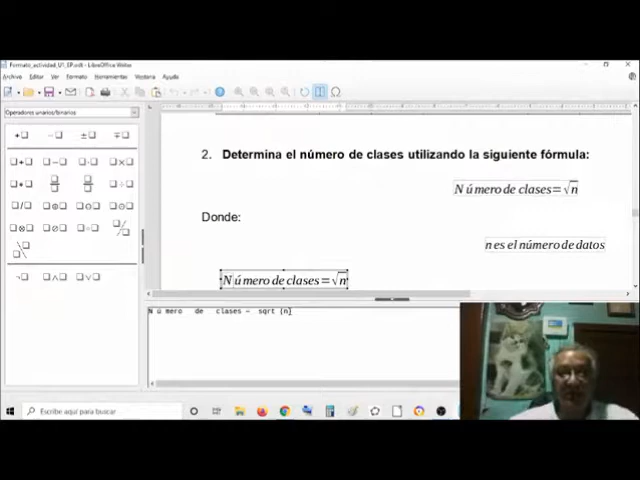 Formato_actividad_U1_EP.odt - LibreOffice Writer
Archivo Editar Ver Formato Herramientas Ventana Ayuda
Operadores unarios/binarios
2. Determina el número de clases utilizando la siguiente fórmula:
N ú mero de clases=√n
Donde:
n es el número de datos
N ú mero de clases=√n
N ú mero de clases = sqrt (n)
Escribe aquí para buscar